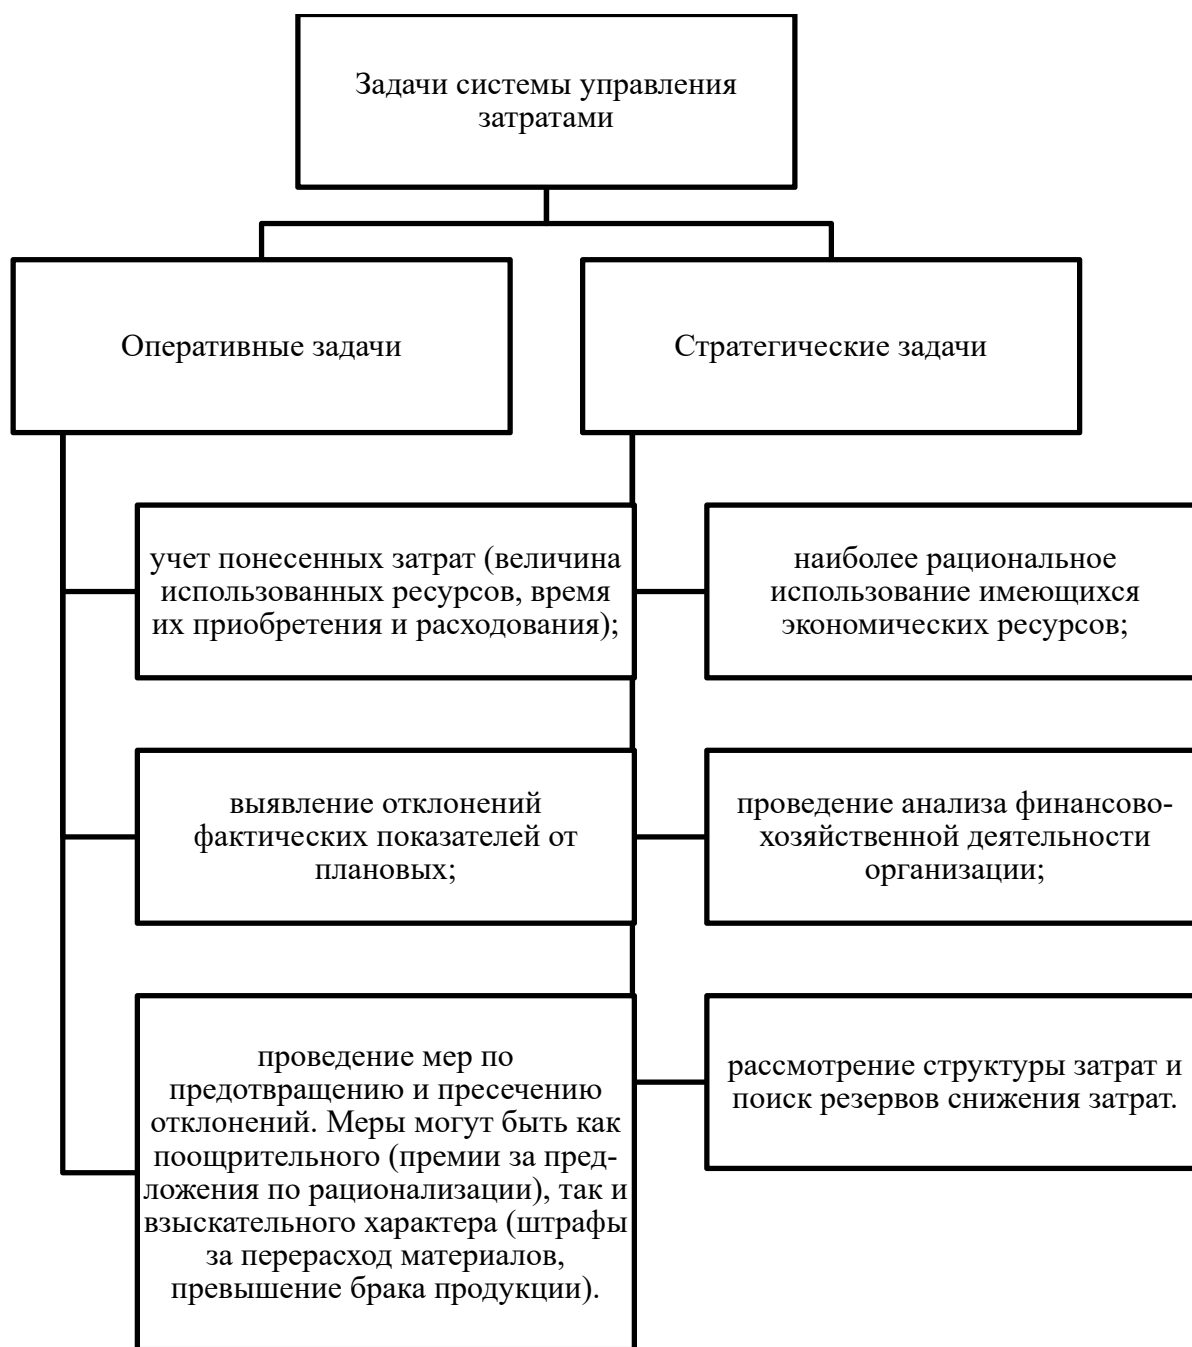 Задачи системы управления
затратами
Оперативные задачи
Стратегические задачи
учет понесенных затрат (величина
использованных ресурсов, время
их приобретения и расходования);
наиболее рациональное
использование имеющихся
экономических ресурсов;
выявление отклонений
фактических показателей от
плановых;
проведение анализа финансово-
хозяйственной деятельности
организации;
проведение мер по
предотвращению и пресечению
отклонений. Меры могут быть как
поощрительного (премии за пред-
ложения по рационализации), так и
взыскательного характера (штрафы
за перерасход материалов,
превышение брака продукции).
рассмотрение структуры затрат и
поиск резервов снижения затрат.